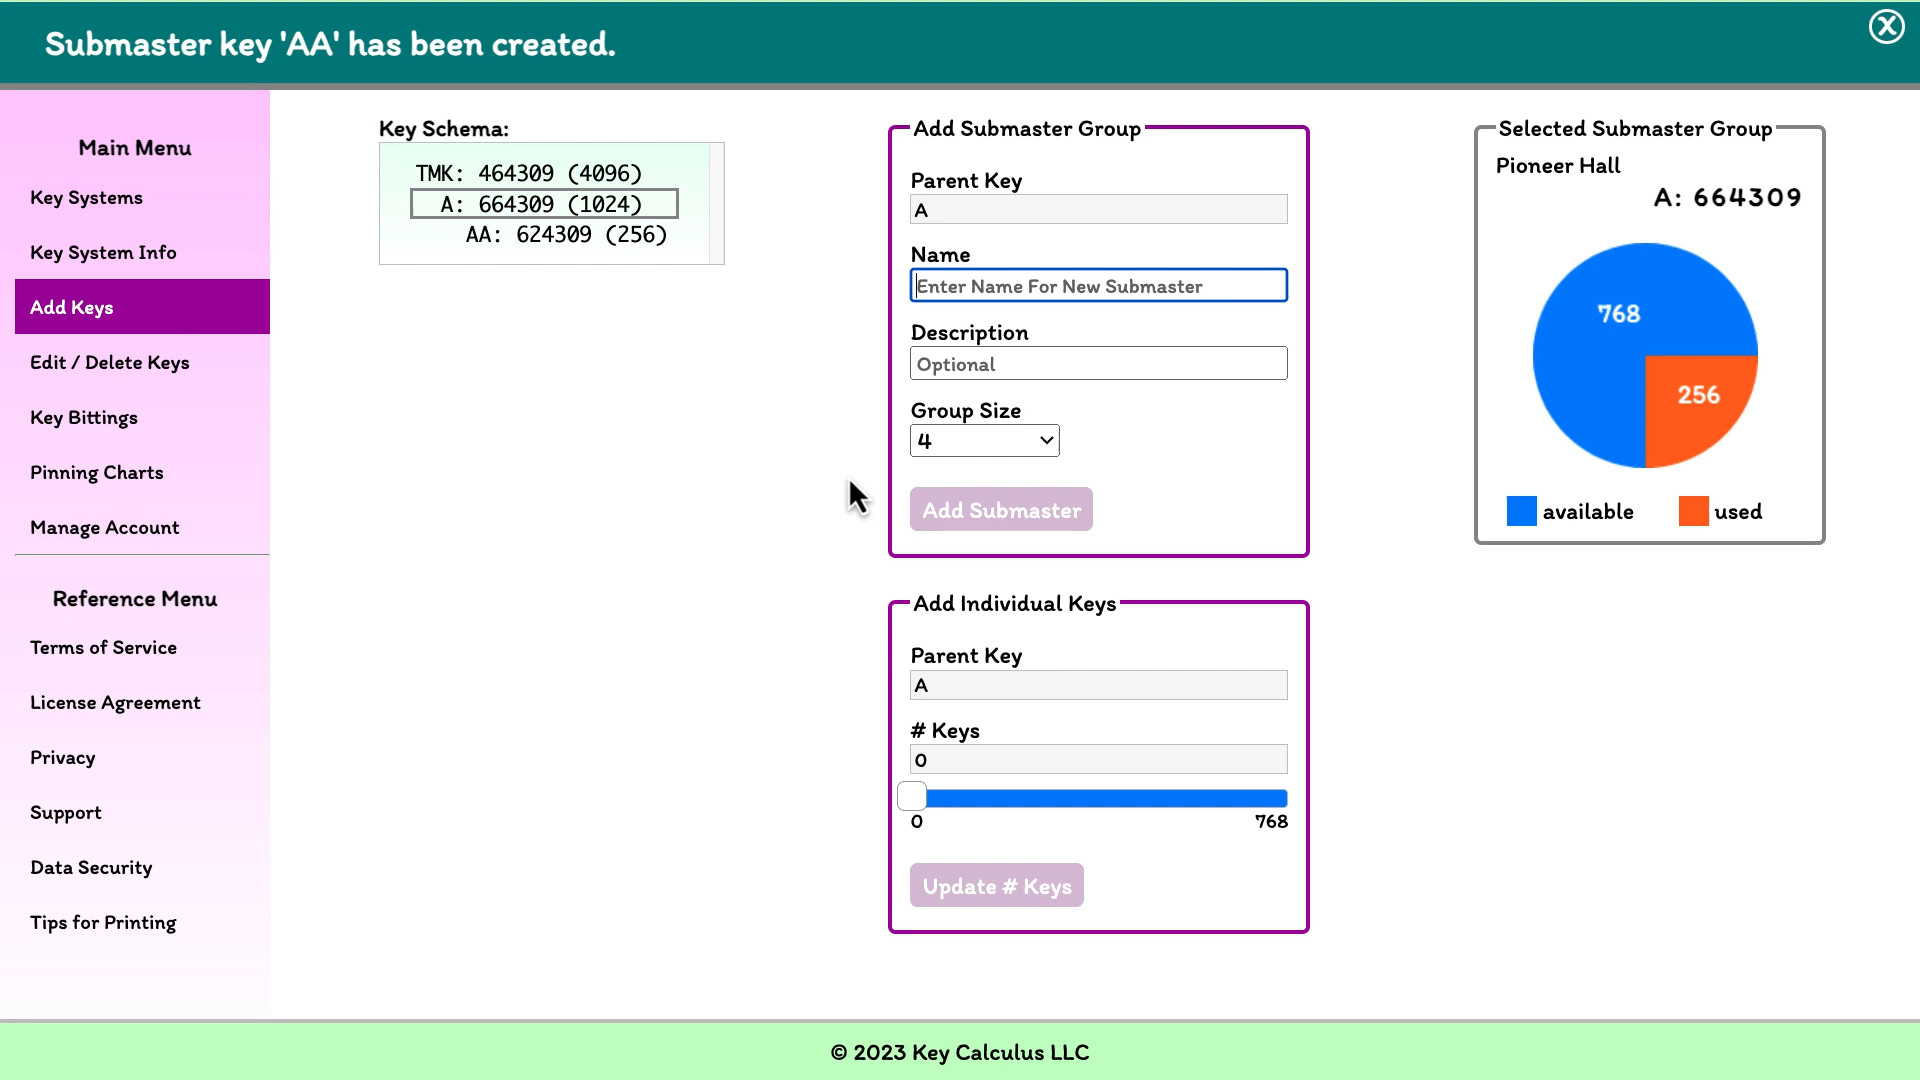 Submaster key 'AA' has been created.
Main Menu
Key Systems
Key System Info
Add Keys
Edit / Delete Keys
Key Bittings
Pinning Charts
Manage Account
Reference Menu
Terms of Service
License Agreement
Privacy
Support
Data Security
Tips for Printing
Key Schema:
TMK: 464309 (4096)
A: 664309 (1024)
AA: 624309 (256)
Add Submaster Group
Parent Key
A
Name
Enter Name For New Submaster
Description
Optional
Group Size
4
Add Submaster
Add Individual Keys
Parent Key
A
# Keys
0
0 768
Update # Keys
Selected Submaster Group
Pioneer Hall
A: 664309
768
256
available used
© 2023 Key Calculus LLC